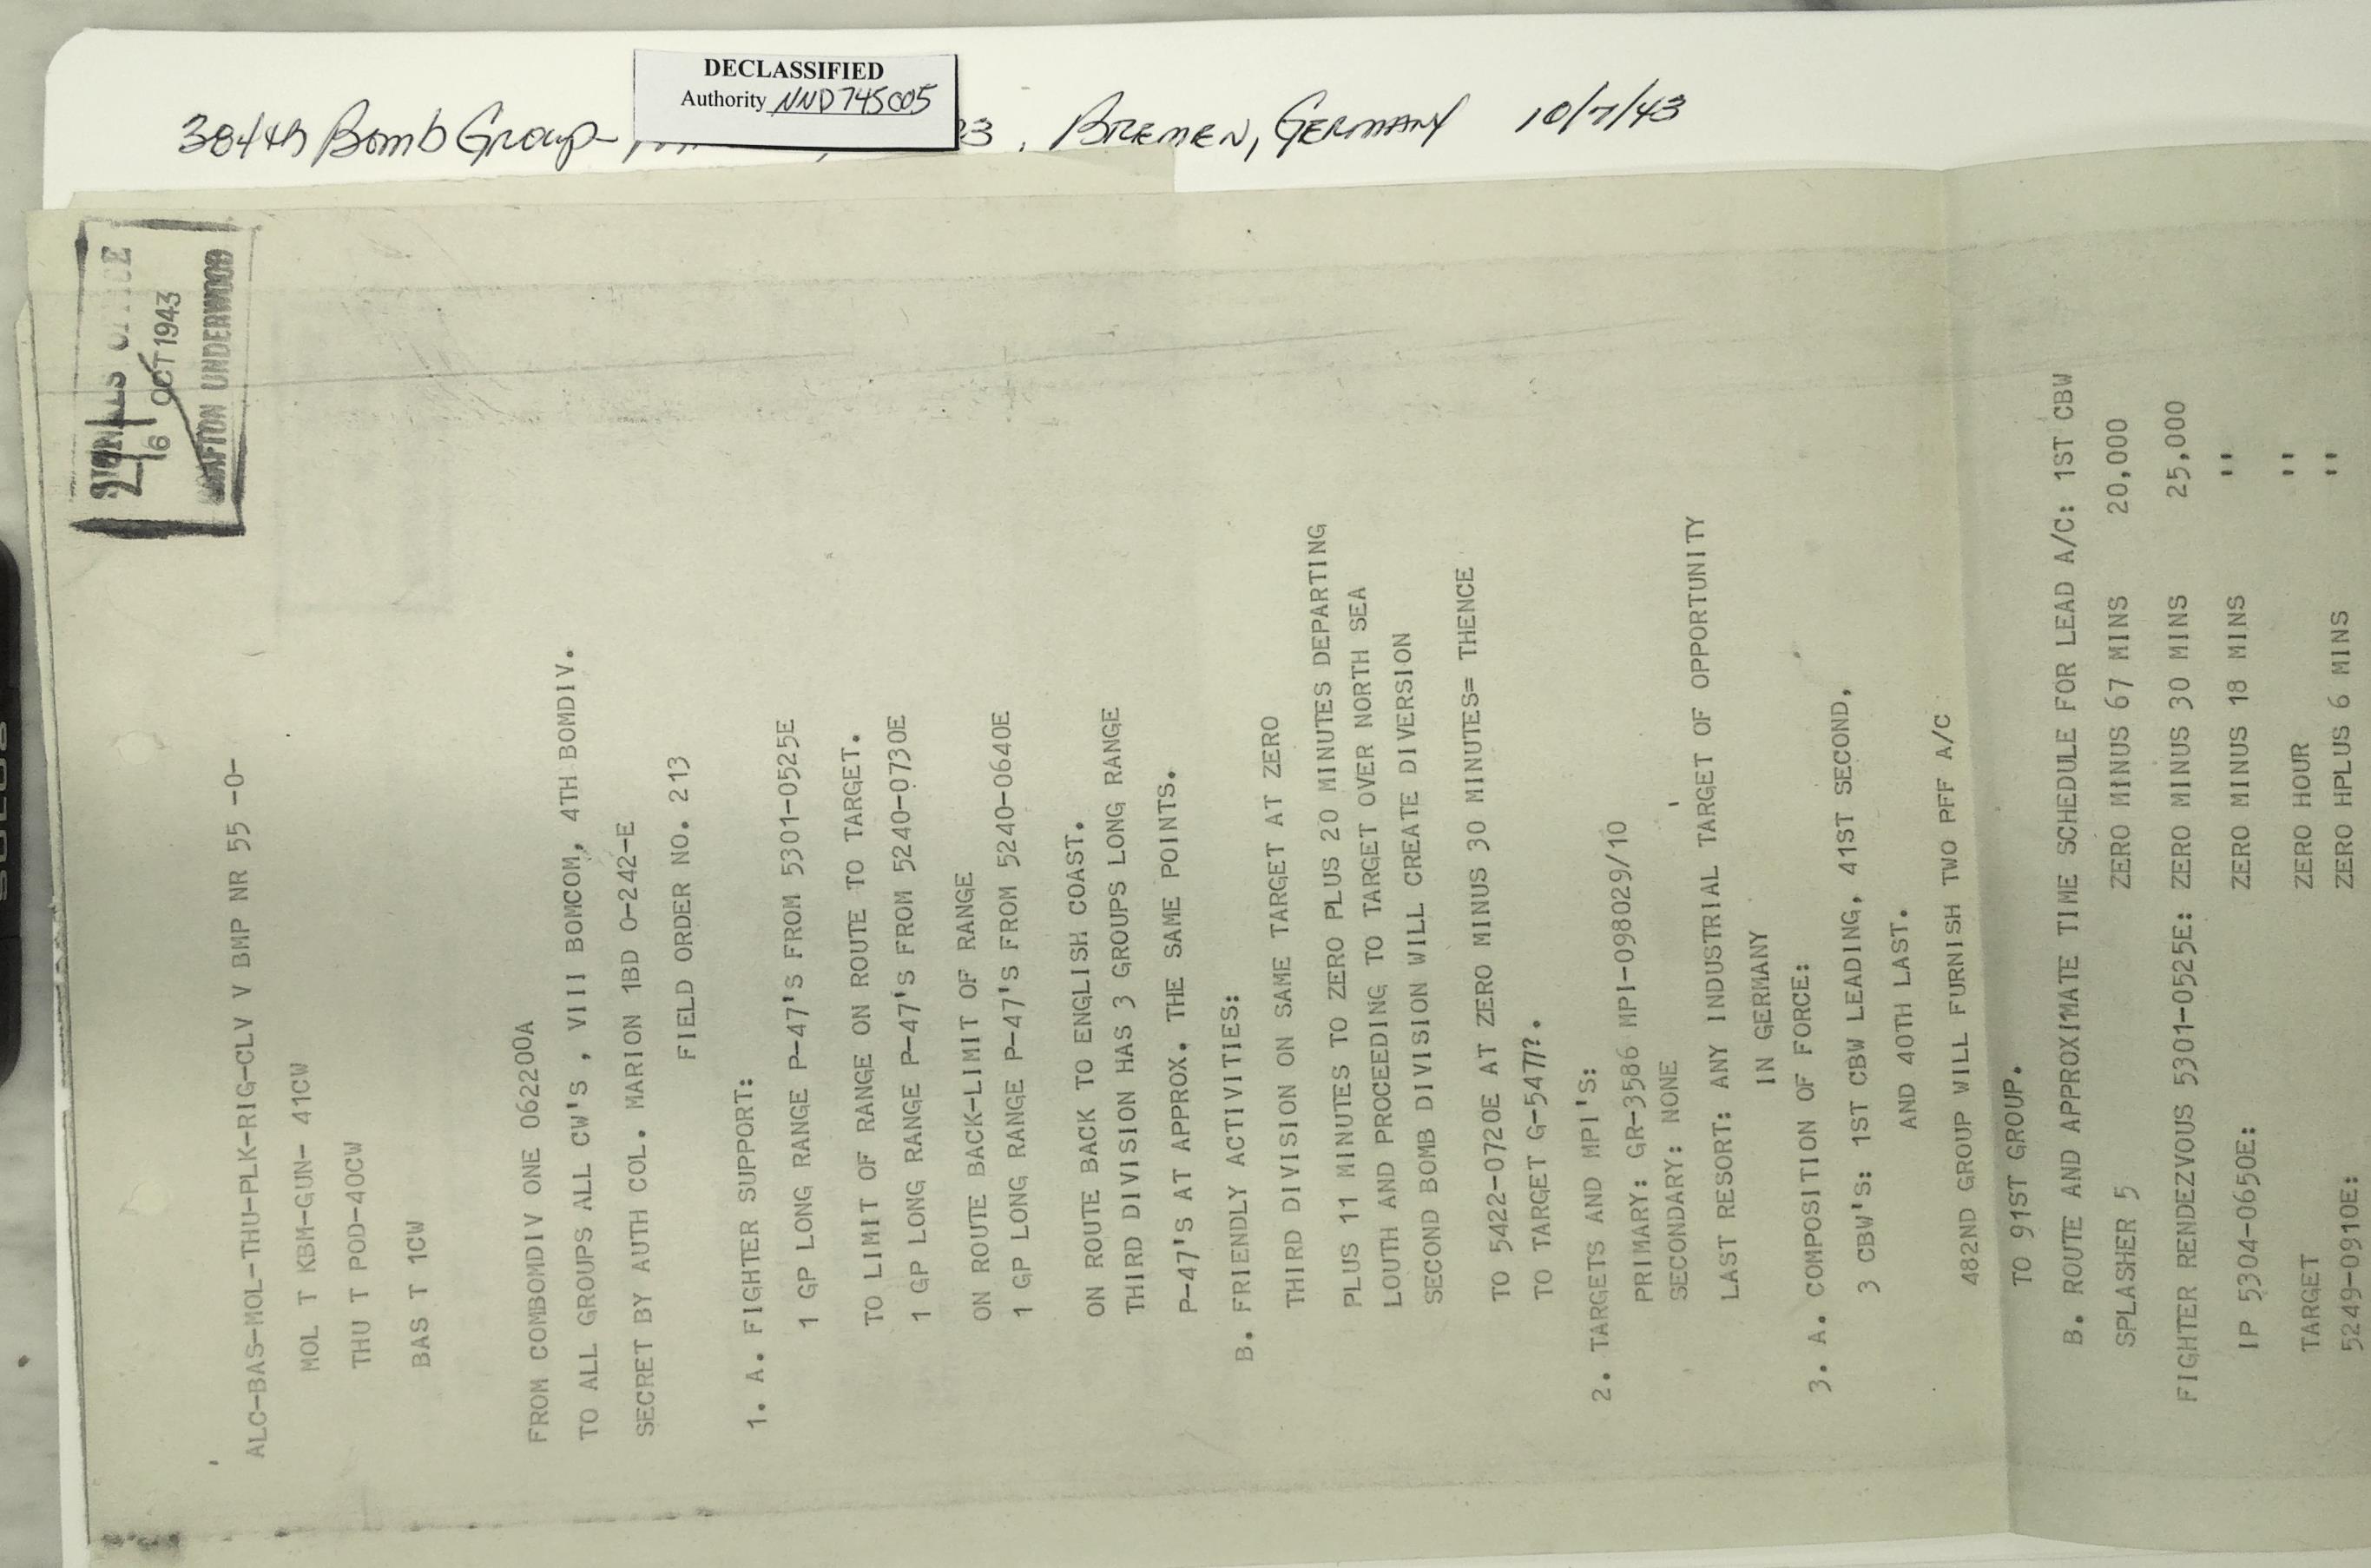 DECLASSIFIED
Authority NND745005
384th Bomb Group- 23, BREMEN, GERMANY 10/7/43
SIGNALS OFFICE
6 OCT 1943
GRAFTON UNDERWOOD
ALC-BAS-MOL-THU-PLK-RIG-CLV V BMP NR 55 -O-
MOL T KBM-GUN- 41CW
THU T POD-40CW
BAS T 1CW
FROM COMBOMDIV ONE 062200A
TO ALL GROUPS ALL CW'S , VIII BOMCOM, 4TH BOMDIV.
SECRET BY AUTH COL. MARION 1BD O-242-E
FIELD ORDER NO. 213
1. A. FIGHTER SUPPORT:
1 GP LONG RANGE P-47'S FROM 5301-0525E
TO LIMIT OF RANGE ON ROUTE TO TARGET.
1 GP LONG RANGE P-47'S FROM 5240-0730E
ON ROUTE BACK-LIMIT OF RANGE
1 GP LONG RANGE P-47'S FROM 5240-0640E
ON ROUTE BACK TO ENGLISH COAST.
THIRD DIVISION HAS 3 GROUPS LONG RANGE
P-47'S AT APPROX. THE SAME POINTS.
B. FRIENDLY ACTIVITIES:
THIRD DIVISION ON SAME TARGET AT ZERO
PLUS 11 MINUTES TO ZERO PLUS 20 MINUTES DEPARTING
LOUTH AND PROCEEDING TO TARGET OVER NORTH SEA
SECOND BOMB DIVISION WILL CREATE DIVERSION
TO 5422-0720E AT ZERO MINUS 30 MINUTES= THENCE
TO TARGET
2. TARGETS AND MPI'S:
PRIMARY: GR-3586 MPI-098029/10
SECONDARY: NONE
LAST RESORT: ANY INDUSTRIAL TARGET OF OPPORTUNITY
IN GERMANY
3. A. COMPOSITION OF FORCE:
3 CBW'S: 1ST CBW LEADING, 41ST SECOND,
AND 40TH LAST.
482ND GROUP WILL FURNISH TWO PFF A/C
TO 91ST GROUP.
B. ROUTE AND APPROXIMATE TIME SCHEDULE FOR LEAD A/C: 1ST CBW
SPLASHER 5 ZERO MINUS 67 MINS 20,000
FIGHTER RENDEZVOUS 5301-0525E: ZERO MINUS 30 MINS 25,000
IP 5304-0650E: ZERO MINUS 18 MINS "
TARGET ZERO HOUR "
5249-0910E: ZERO HPLUS 6 MINS "